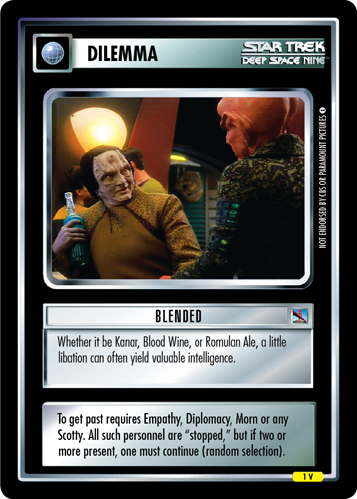 DILEMMA
STAR TREK
DEEP SPACE NINE™
NOT ENDORSED BY CBS OR PARAMOUNT PICTURES
BLENDED
Whether it be Kanar, Blood Wine, or Romulan Ale, a little
libation can often yield valuable intelligence.
To get past requires Empathy, Diplomacy, Morn or any
Scotty. All such personnel are “stopped,” but if two or
more present, one must continue (random selection).
1 V